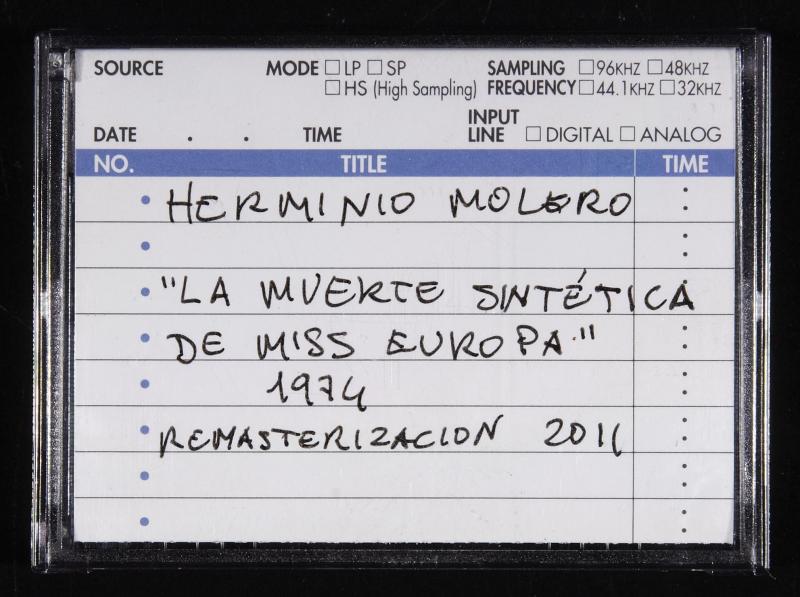 SOURCE MODE □ LP □ SP SAMPLING □ 96KHZ □ 48KHZ
□ HS (High Sampling) FREQUENCY □ 44.1KHZ □ 32KHZ
DATE . . TIME INPUT LINE □ DIGITAL □ ANALOG
NO. TITLE TIME
HERMINIO MOLERO
"LA MUERTE SINTÉTICA
DE MISS EUROPA."
1974
REMASTERIZACION 2011